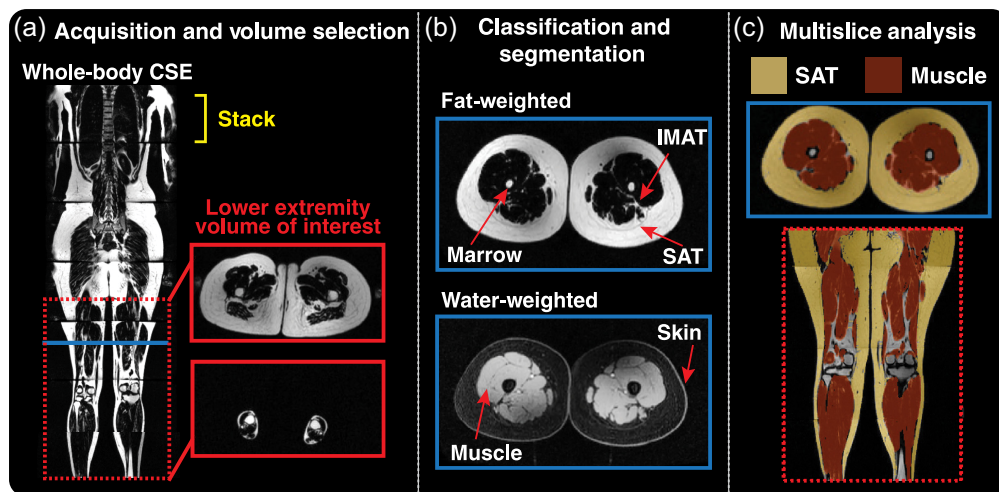 (a) Acquisition and volume selection
Whole-body CSE
Stack
Lower extremity
volume of interest
(b) Classification and
segmentation
Fat-weighted
IMAT
Marrow
SAT
Water-weighted
Skin
Muscle
(c) Multislice analysis
SAT Muscle